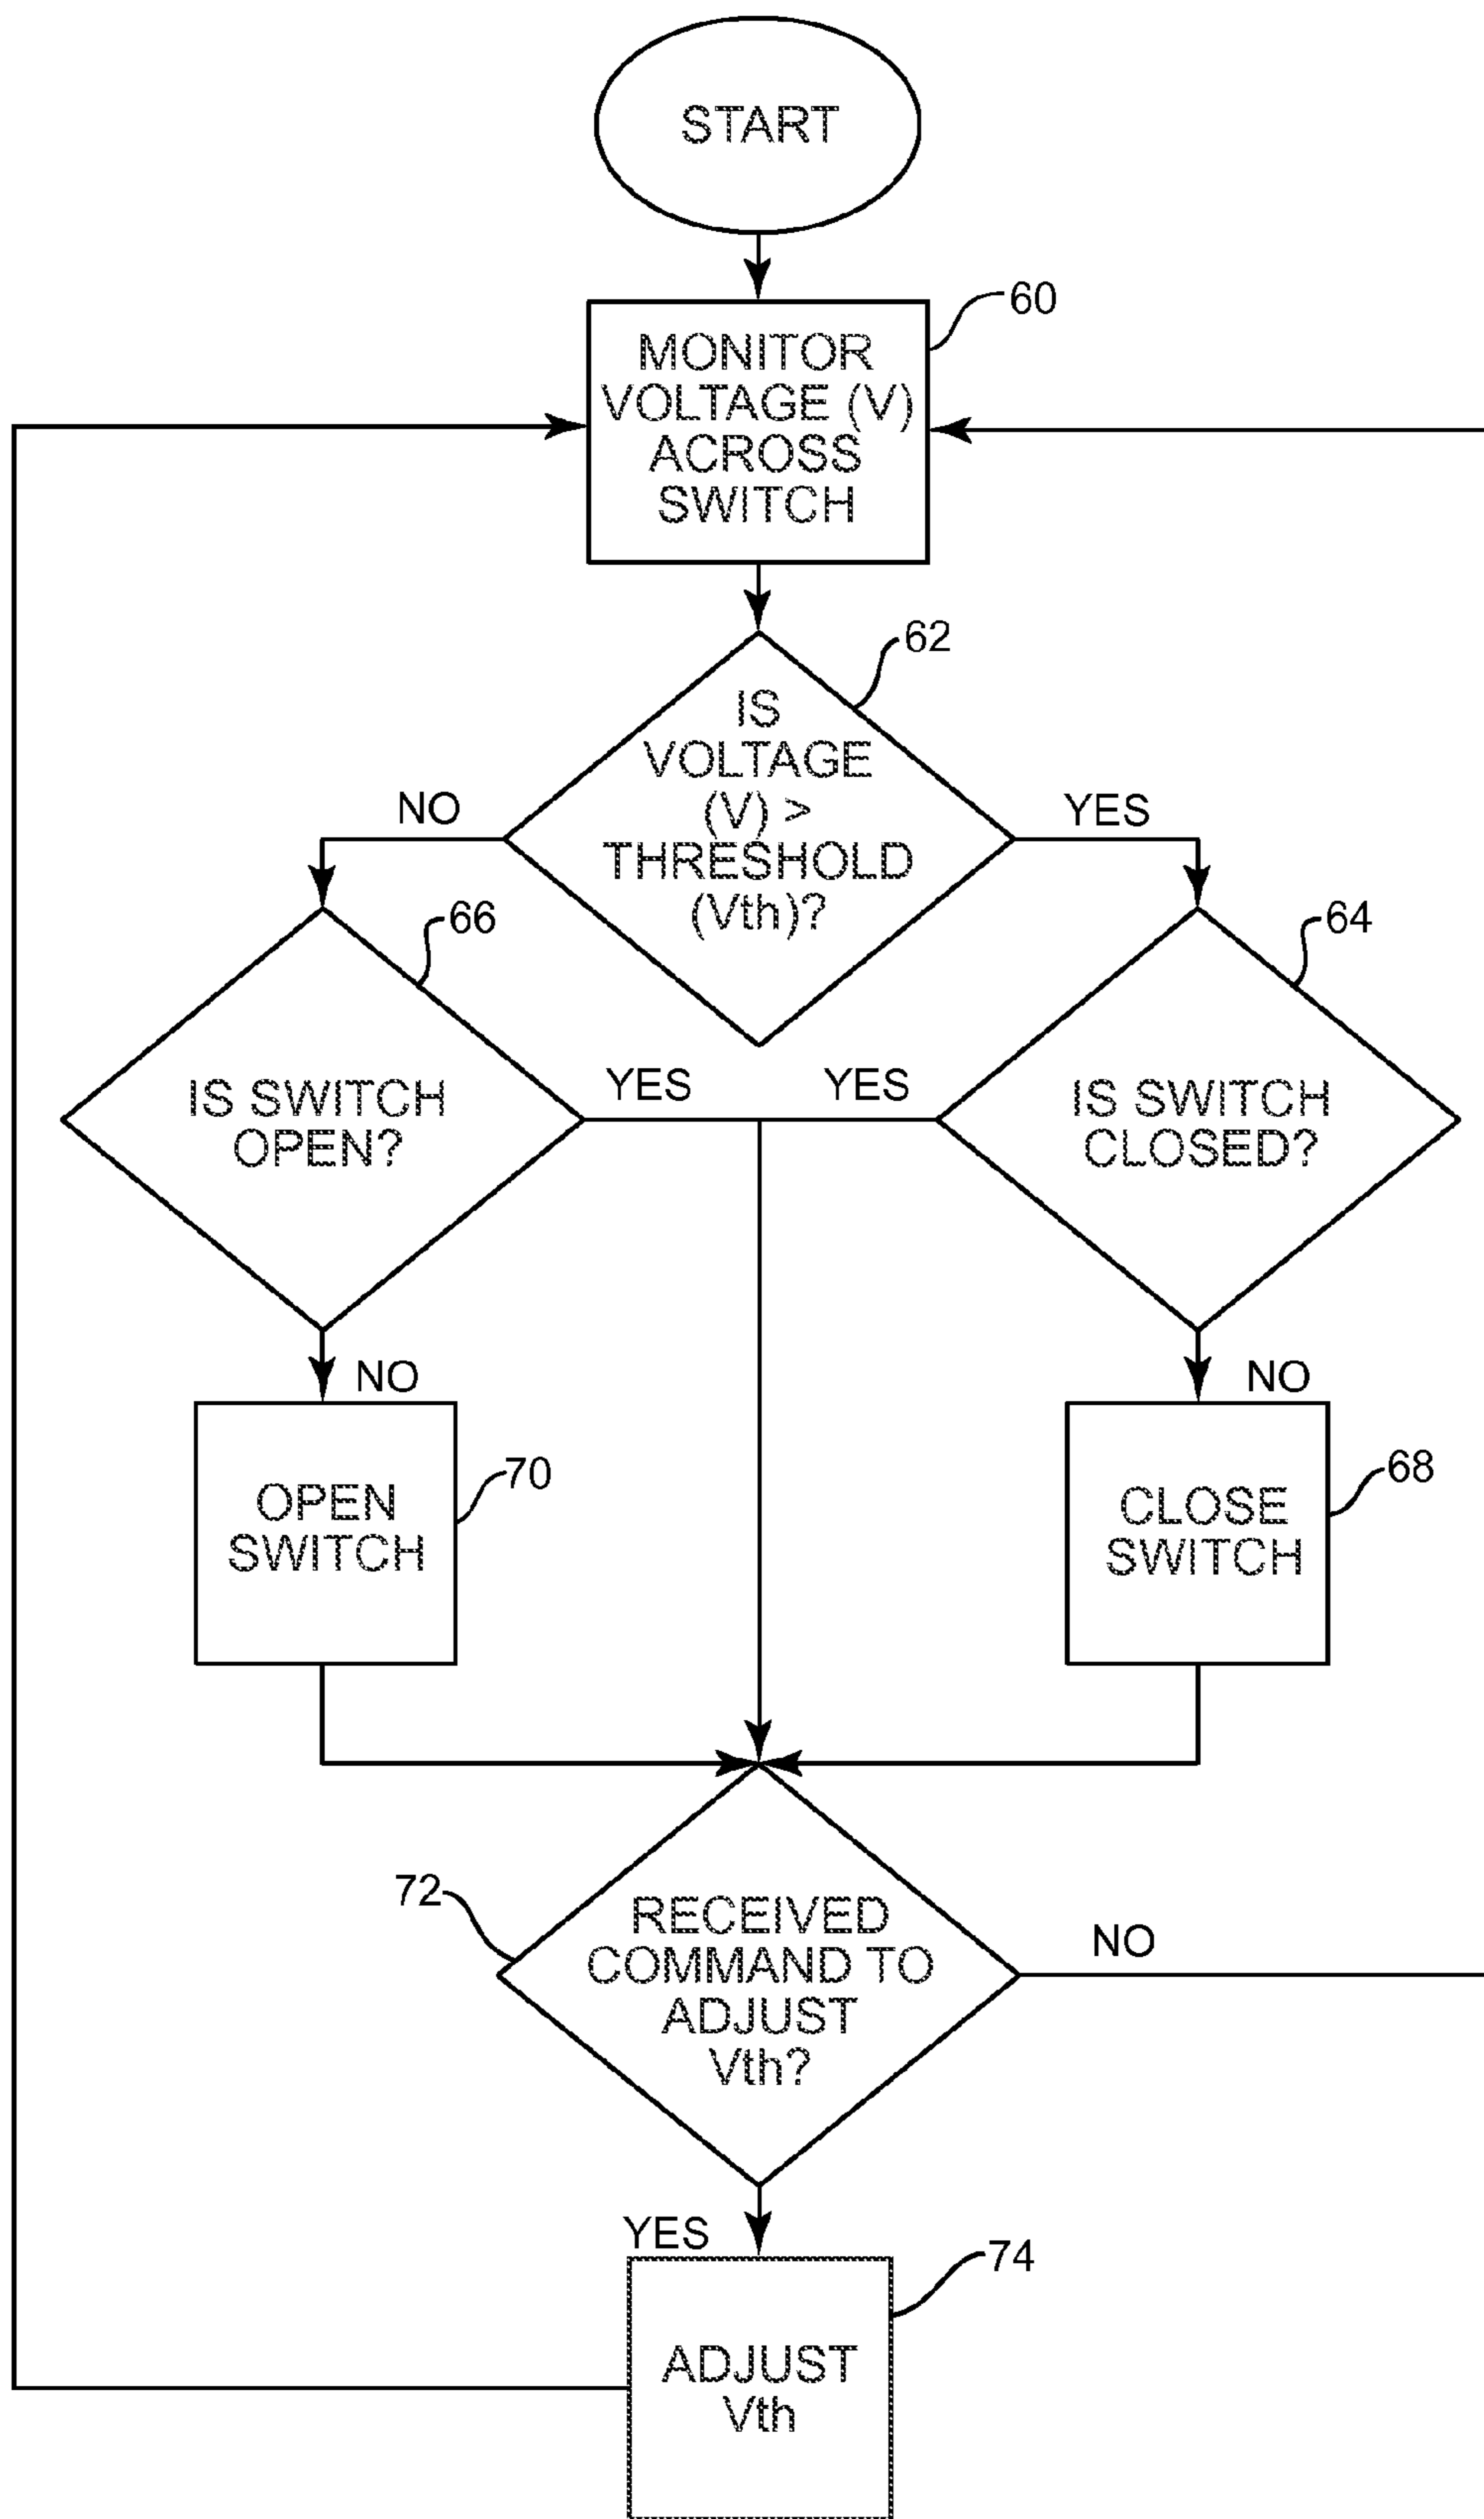 START
60
MONITOR
VOLTAGE (V)
ACROSS
SWITCH
62
IS
VOLTAGE
(V) >
THRESHOLD
(Vth)?
NO
YES
66
64
IS SWITCH
OPEN?
YES
YES
IS SWITCH
CLOSED?
NO
NO
OPEN
SWITCH
70
CLOSE
SWITCH
68
72
RECEIVED
COMMAND TO
ADJUST
Vth?
NO
YES
74
ADJUST
Vth